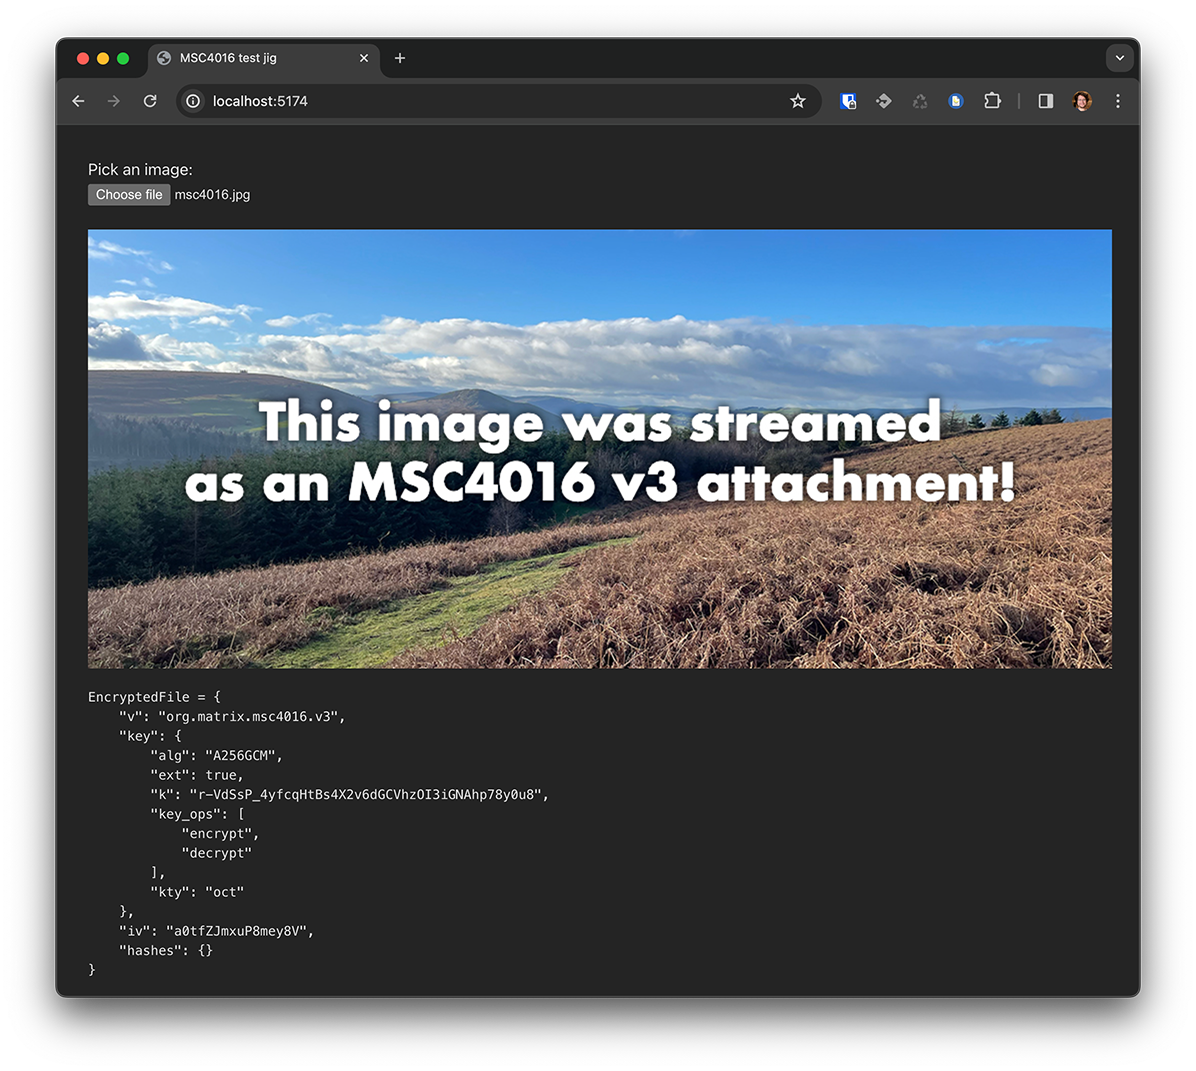 MSC4016 test jig
localhost:5174
Pick an image:
Choose file msc4016.jpg
This image was streamed
as an MSC4016 v3 attachment!
EncryptedFile = {
    "v": "org.matrix.msc4016.v3",
    "key": {
        "alg": "A256GCM",
        "ext": true,
        "k": "r-VdSsP_4yfcqHtBs4X2v6dGCVhzOI3iGNAhp78y0u8",
        "key_ops": [
            "encrypt",
            "decrypt"
        ],
        "kty": "oct"
    },
    "iv": "a0tfZJmxuP8mey8V",
    "hashes": {}
}